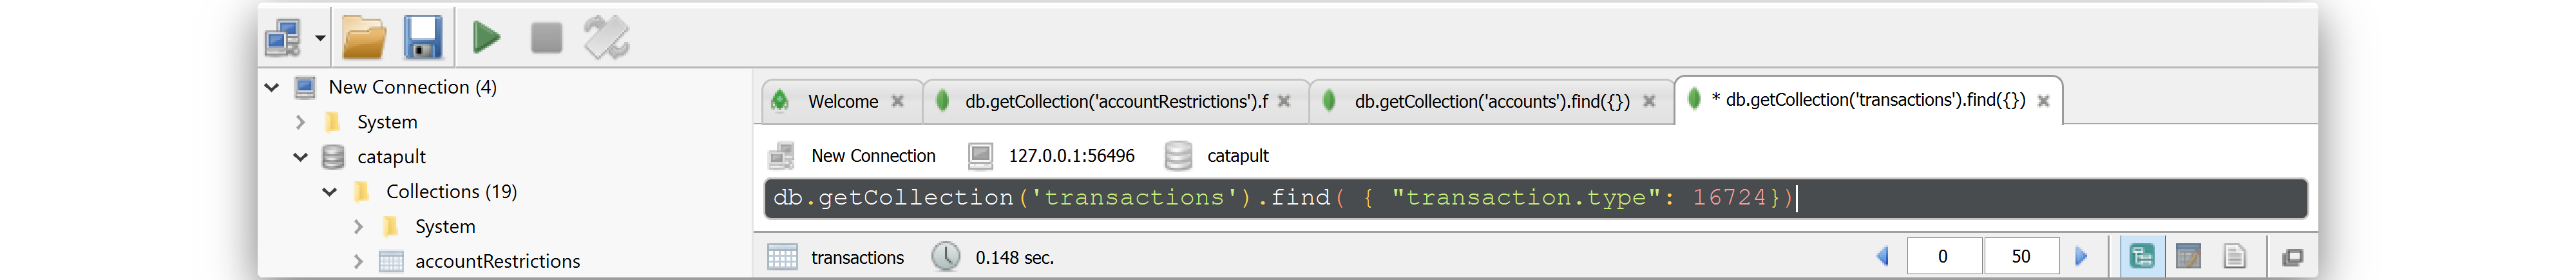 New Connection (4)
System
catapult
Collections (19)
System
accountRestrictions
Welcome
db.getCollection('accountRestrictions').f
db.getCollection('accounts').find({})
* db.getCollection('transactions').find({})
New Connection
127.0.0.1:56496
catapult
db.getCollection('transactions').find( { "transaction.type": 16724})
transactions
0.148 sec.
0
50